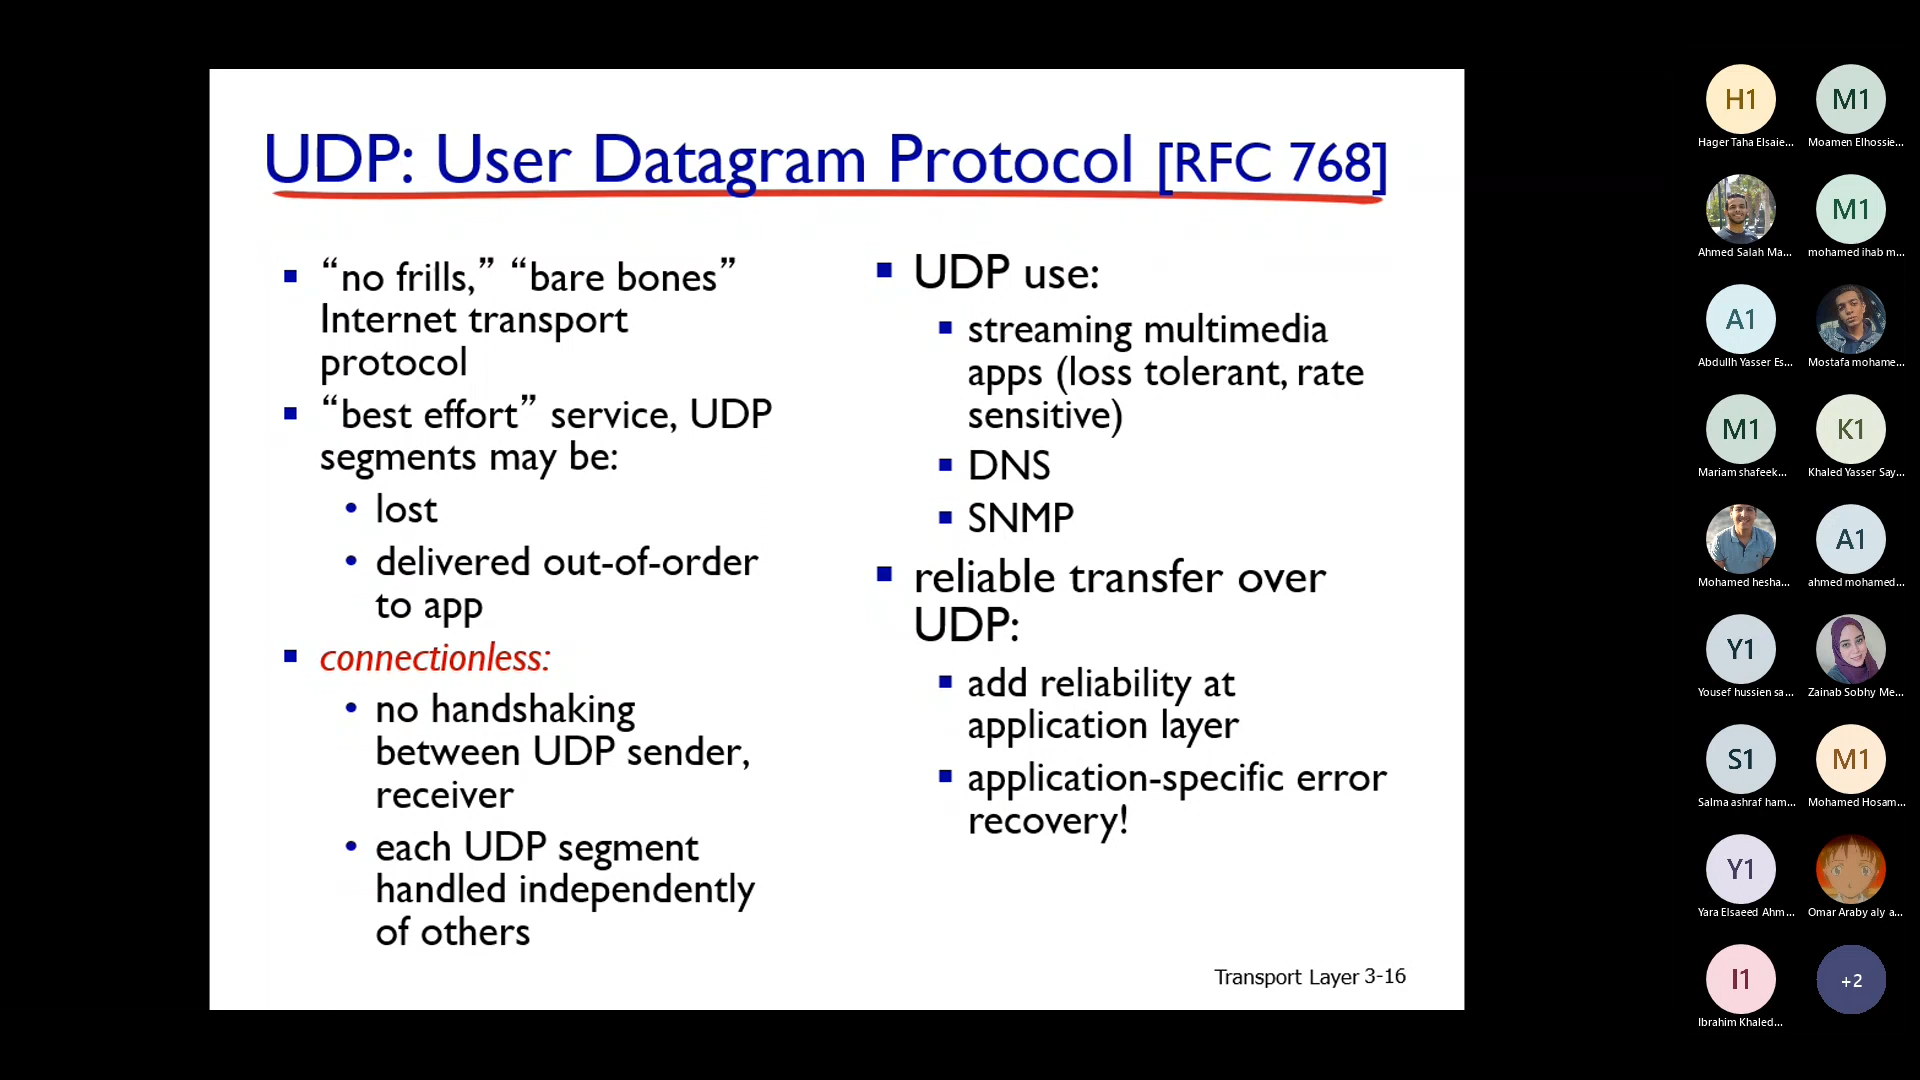 UDP: User Datagram Protocol [RFC 768]
“no frills,” “bare bones”
Internet transport
protocol
“best effort” service, UDP
segments may be:
lost
delivered out-of-order
to app
connectionless:
no handshaking
between UDP sender,
receiver
each UDP segment
handled independently
of others
UDP use:
streaming multimedia
apps (loss tolerant, rate
sensitive)
DNS
SNMP
reliable transfer over
UDP:
add reliability at
application layer
application-specific error
recovery!
Transport Layer 3-16
H1
M1
Hager Taha Elsaie...
Moamen Elhossie...
M1
Ahmed Salah Ma...
mohamed ihab m...
A1
Abdullh Yasser Es...
Mostafa mohame...
M1
K1
Mariam shafeek...
Khaled Yasser Say...
A1
Mohamed hesha...
ahmed mohamed...
Y1
Yousef hussien sa...
Zainab Sobhy Me...
S1
M1
Salma ashraf ham...
Mohamed Hosam...
Y1
Yara Elsaeed Ahm...
Omar Araby aly a...
I1
+2
Ibrahim Khaled...